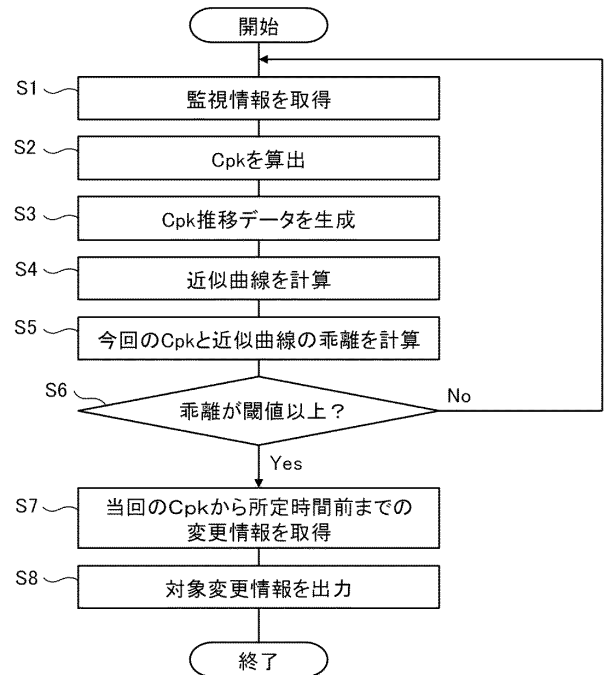 開始
S1
監視情報を取得
S2
Cpkを算出
S3
Cpk推移データを生成
S4
近似曲線を計算
S5
今回のCpkと近似曲線の乖離を計算
S6
乖離が閾値以上?
No
Yes
S7
当回のCpkから所定時間前までの
変更情報を取得
S8
対象変更情報を出力
終了